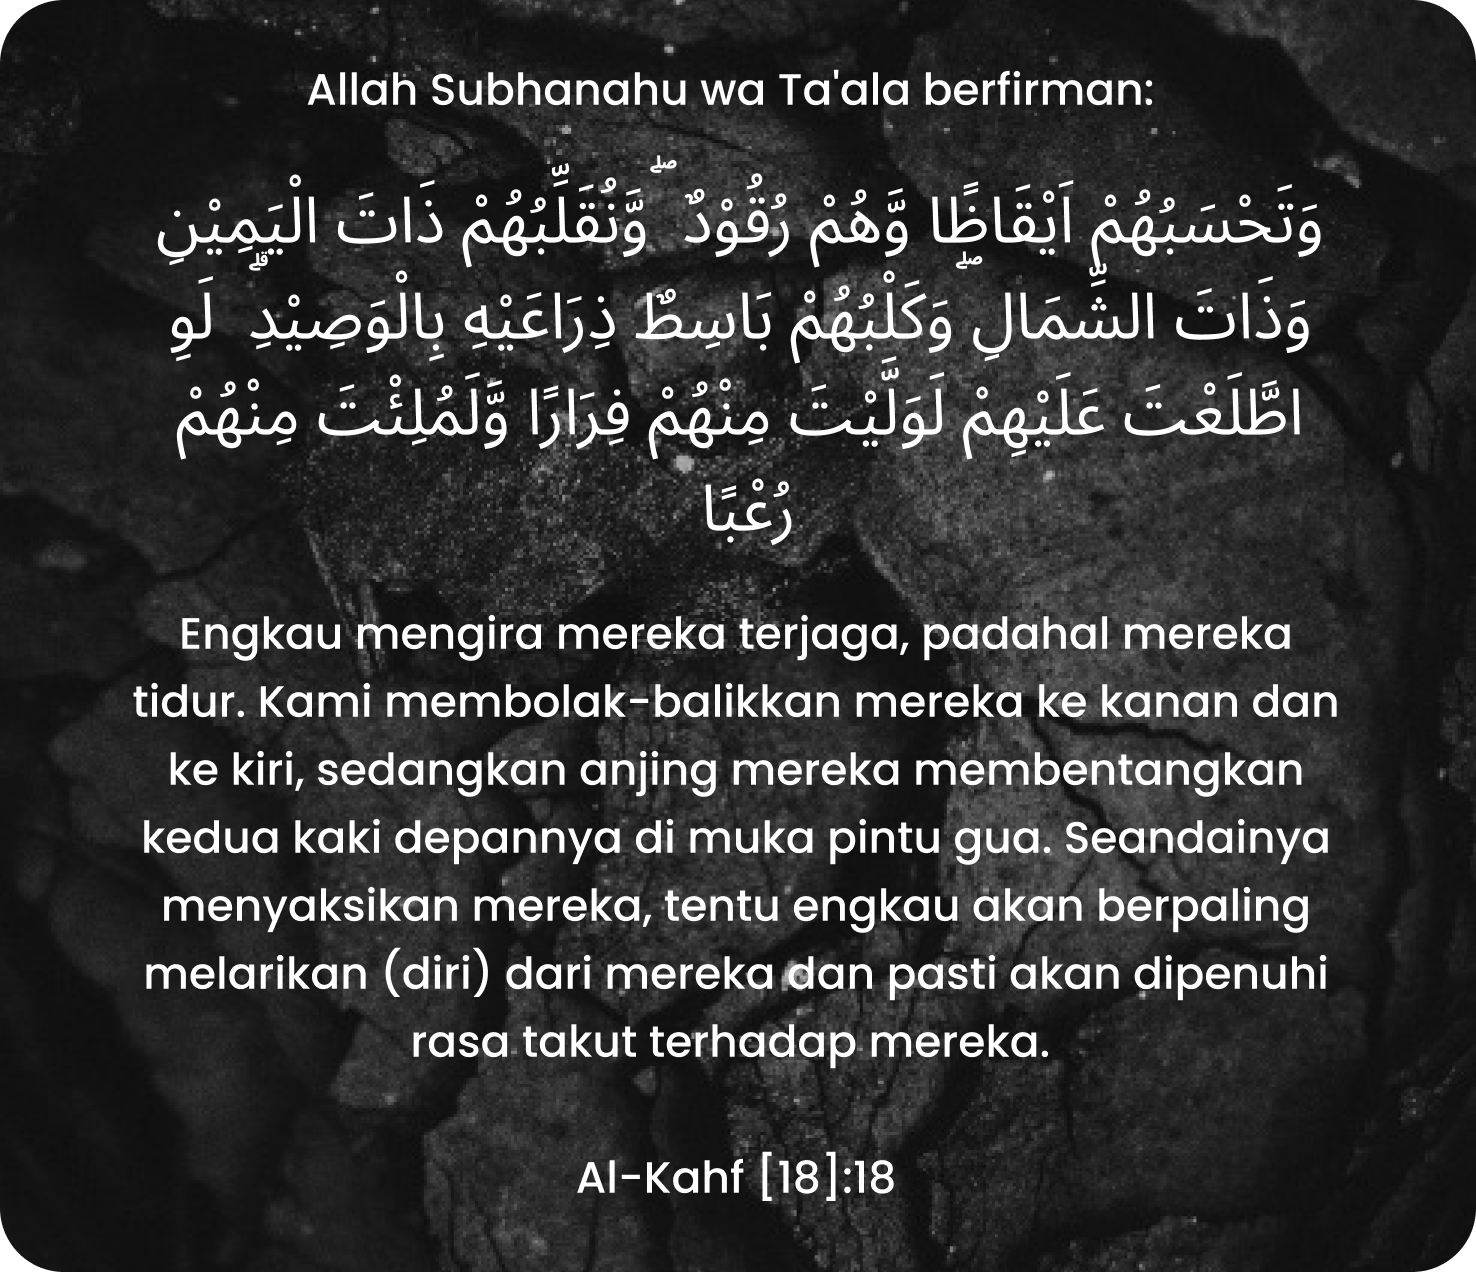 Allah Subhanahu wa Ta'ala berfirman:
وَتَحْسَبُهُمْ اَيْقَاظًا وَّهُمْ رُقُوْدٌ ۖ وَّنُقَلِّبُهُمْ ذَاتَ الْيَمِيْنِ
وَذَاتَ الشِّمَالِ ۖ وَكَلْبُهُمْ بَاسِطٌ ذِرَاعَيْهِ بِالْوَصِيْدِ ۗ لَوِ
اطَّلَعْتَ عَلَيْهِمْ لَوَلَّيْتَ مِنْهُمْ فِرَارًا وَّلَمُلِئْتَ مِنْهُمْ
رُعْبًا
Engkau mengira mereka terjaga, padahal mereka
tidur. Kami membolak-balikkan mereka ke kanan dan
ke kiri, sedangkan anjing mereka membentangkan
kedua kaki depannya di muka pintu gua. Seandainya
menyaksikan mereka, tentu engkau akan berpaling
melarikan (diri) dari mereka dan pasti akan dipenuhi
rasa takut terhadap mereka.
Al-Kahf [18]:18